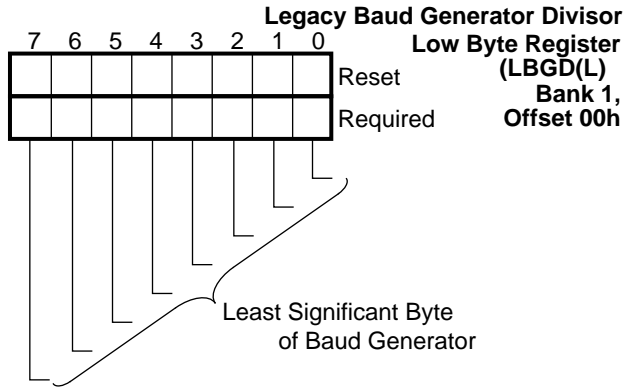 Legacy Baud Generator Divisor
Low Byte Register
(LBGD(L)
Bank 1,
Offset 00h
7 6 5 4 3 2 1 0
Reset
Required
Least Significant Byte
of Baud Generator